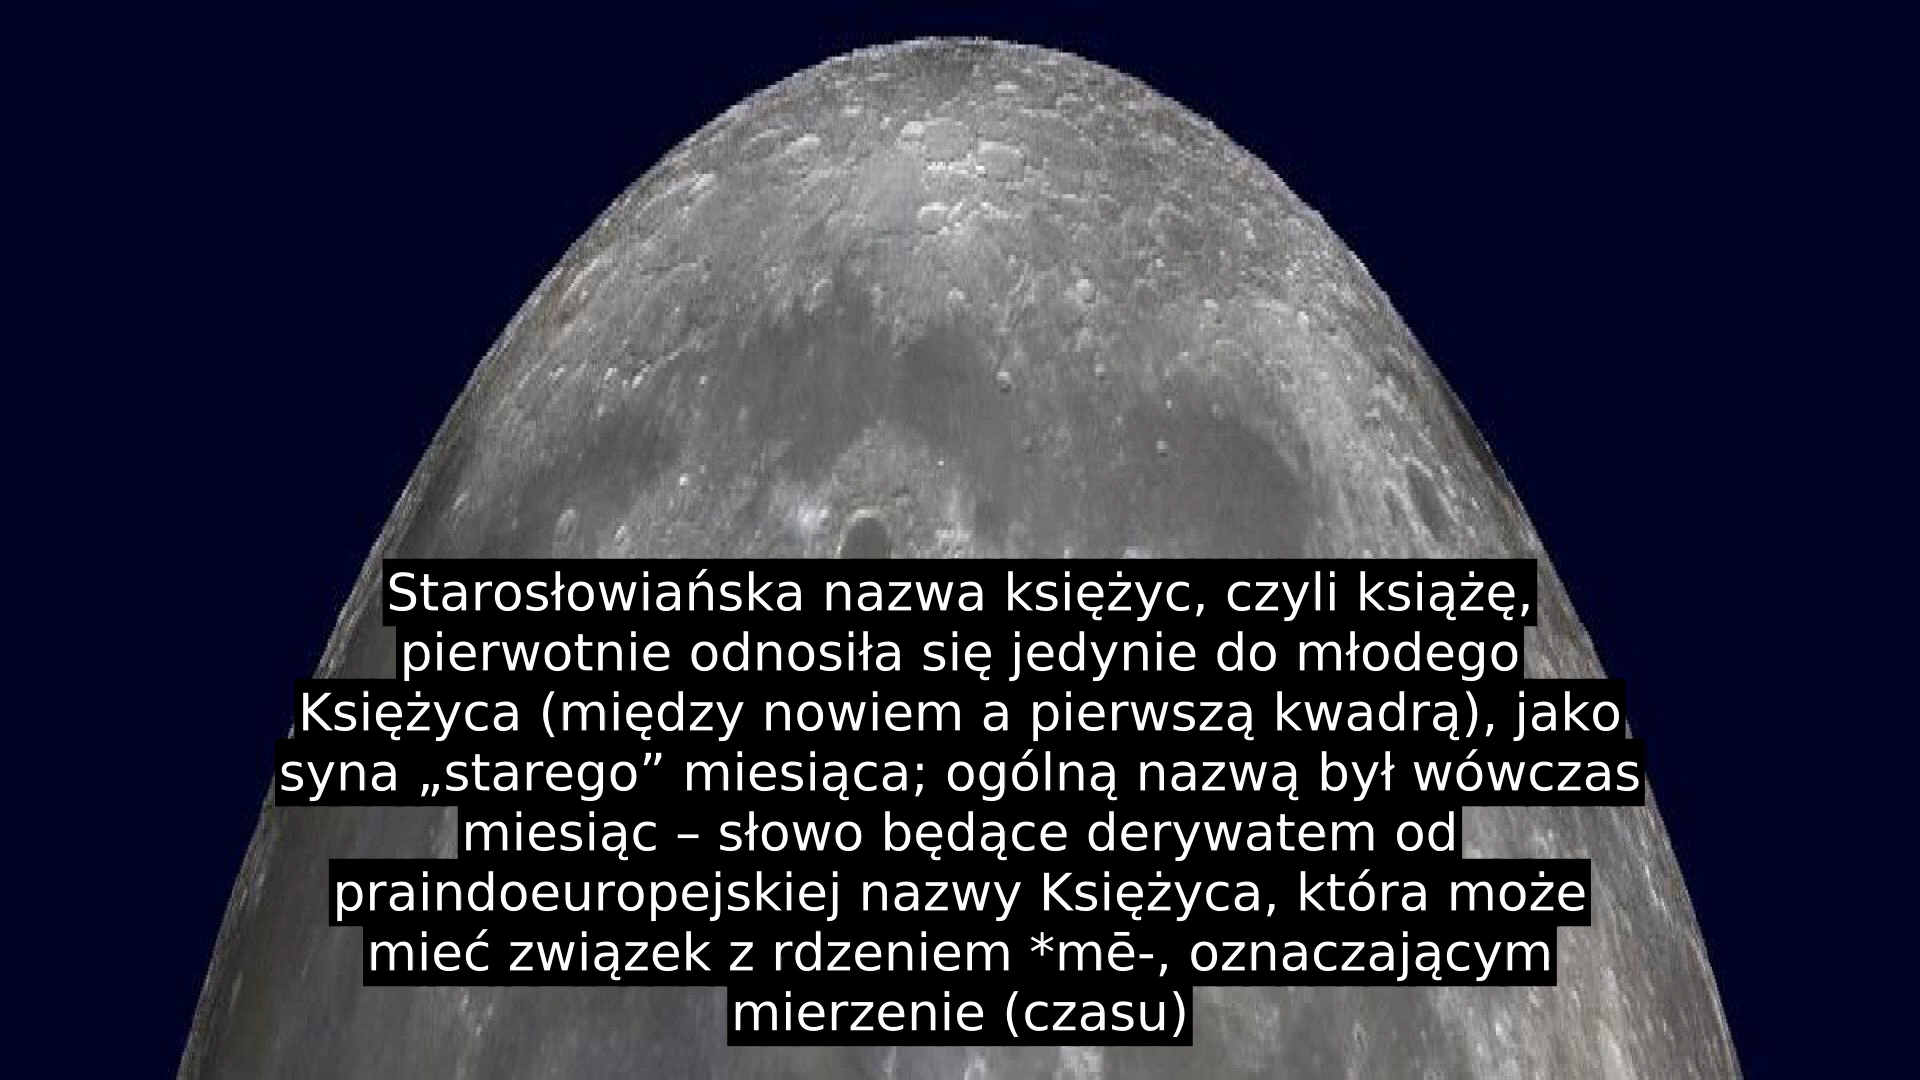 Starosłowiańska nazwa księżyc, czyli książę,
pierwotnie odnosiła się jedynie do młodego
Księżyca (między nowiem a pierwszą kwadrą), jako
syna „starego” miesiąca; ogólną nazwą był wówczas
miesiąc – słowo będące derywatem od
praindoeuropejskiej nazwy Księżyca, która może
mieć związek z rdzeniem *mē-, oznaczającym
mierzenie (czasu)